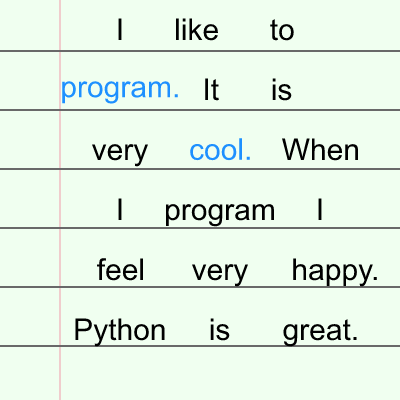 I like to
program. It is
very cool. When
I program I
feel very happy.
Python is great.